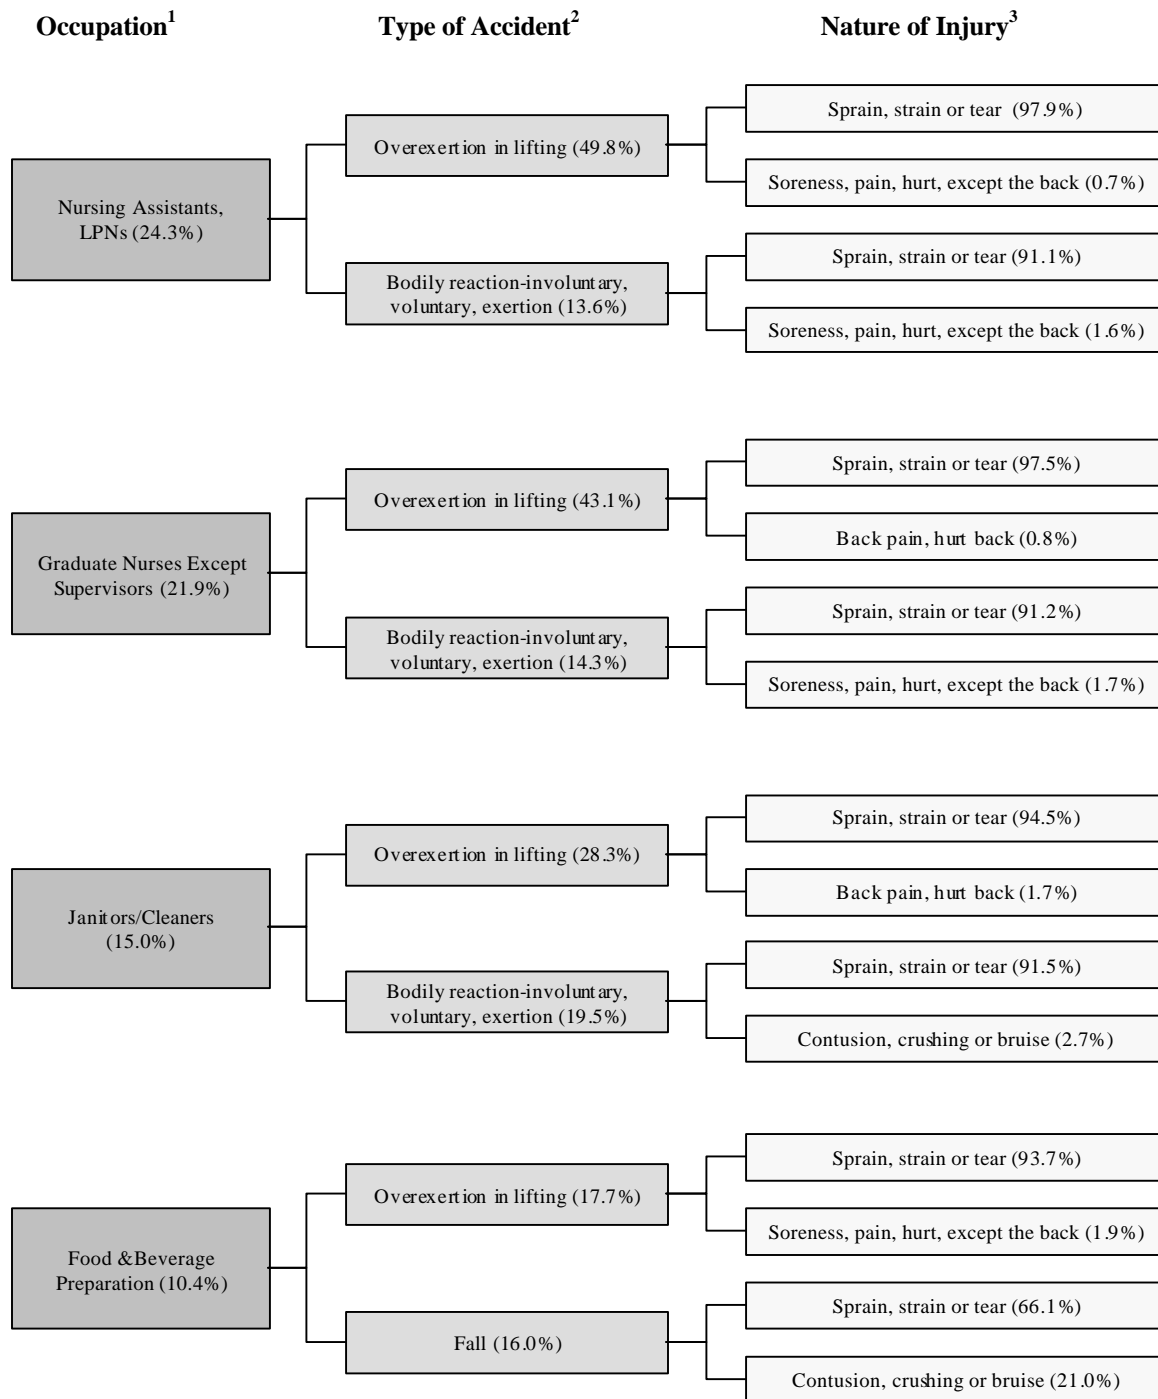 Occupation1 Type of Accident2 Nature of Injury3
Nursing Assistants,
LPNs (24.3%)
Overexertion in lifting (49.8%)
Sprain, strain or tear (97.9%)
Soreness, pain, hurt, except the back (0.7%)
Bodily reaction-involuntary,
voluntary, exertion (13.6%)
Sprain, strain or tear (91.1%)
Soreness, pain, hurt, except the back (1.6%)
Graduate Nurses Except
Supervisors (21.9%)
Overexertion in lifting (43.1%)
Sprain, strain or tear (97.5%)
Back pain, hurt back (0.8%)
Bodily reaction-involuntary,
voluntary, exertion (14.3%)
Sprain, strain or tear (91.2%)
Soreness, pain, hurt, except the back (1.7%)
Janitors/Cleaners
(15.0%)
Overexertion in lifting (28.3%)
Sprain, strain or tear (94.5%)
Back pain, hurt back (1.7%)
Bodily reaction-involuntary,
voluntary, exertion (19.5%)
Sprain, strain or tear (91.5%)
Contusion, crushing or bruise (2.7%)
Food &Beverage
Preparation (10.4%)
Overexertion in lifting (17.7%)
Sprain, strain or tear (93.7%)
Soreness, pain, hurt, except the back (1.9%)
Fall (16.0%)
Sprain, strain or tear (66.1%)
Contusion, crushing or bruise (21.0%)